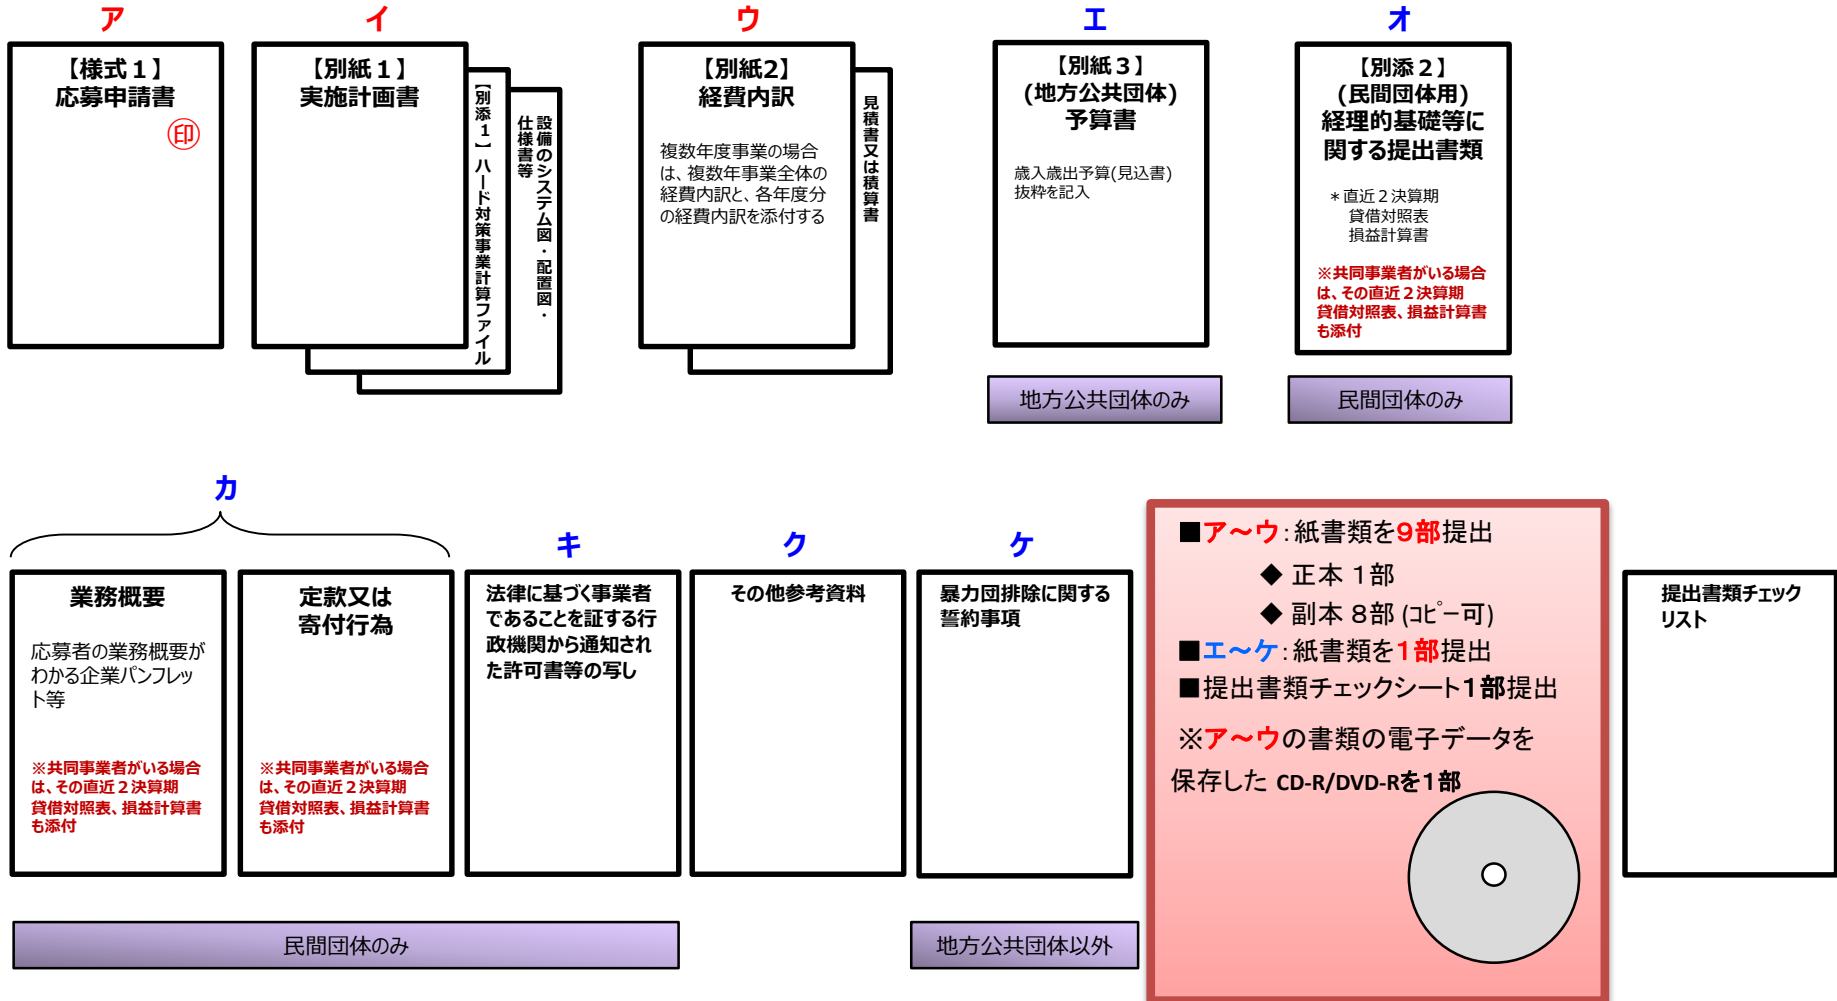 ア
【様式１】
応募申請書
印
イ
【別紙１】
実施計画書
【別添１】ハード対策事業計算ファイル
設備のシステム図・配置図・
仕様書等
ウ
【別紙2】
経費内訳
複数年度事業の場合
は、複数年事業全体の
経費内訳と、各年度分
の経費内訳を添付する
見積書又は積算書
エ
【別紙３】
(地方公共団体)
予算書
歳入歳出予算(見込書)
抜粋を記入
地方公共団体のみ
オ
【別添２】
(民間団体用)
経理的基礎等に
関する提出書類
＊直近２決算期
貸借対照表
損益計算書
※共同事業者がいる場合
は、その直近２決算期
貸借対照表、損益計算書
も添付
民間団体のみ
カ
業務概要
応募者の業務概要が
わかる企業パンフレッ
ト等
※共同事業者がいる場合
は、その直近２決算期
貸借対照表、損益計算書
も添付
定款又は
寄付行為
※共同事業者がいる場合
は、その直近２決算期
貸借対照表、損益計算書
も添付
キ
法律に基づく事業者
であることを証する行
政機関から通知され
た許可書等の写し
民間団体のみ
ク
その他参考資料
ケ
暴力団排除に関する
誓約事項
地方公共団体以外
■ア～ウ：紙書類を9部提出
◆ 正本 1部
◆ 副本 8部 (ｺﾋﾟｰ可)
■エ～ケ：紙書類を１部提出
■提出書類チェックシート１部提出
※ア～ウの書類の電子データを
保存した CD-R/DVD-Rを１部
提出書類チェック
リスト